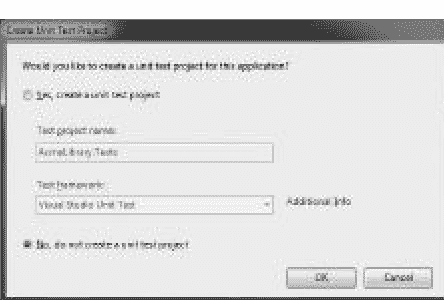 Create Unit Test Project
Would you like to create a unit test project for this application?
Yes, create a unit test project
Test project name:
AcmeLibrary.Tests
Test framework:
Visual Studio Unit Test
Additional Info
No, do not create a unit test project
OK
Cancel